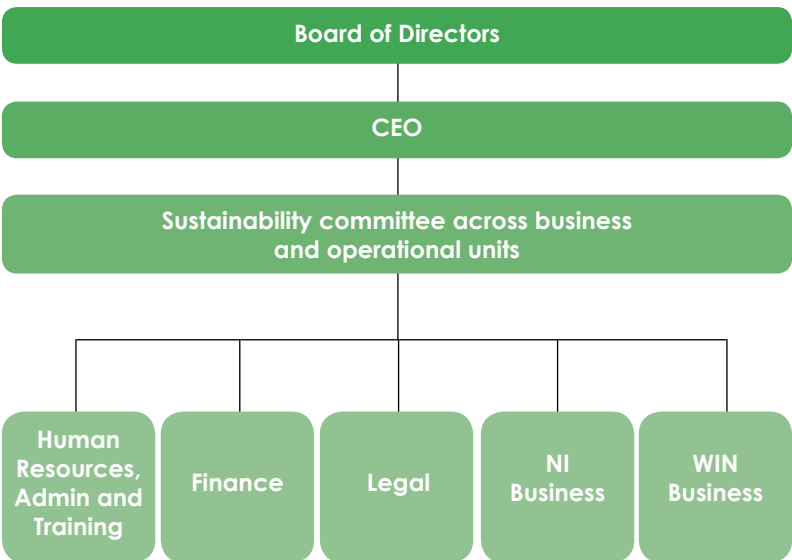 Board of Directors
CEO
Sustainability committee across business
and operational units
Human
Resources,
Admin and
Training
Finance
Legal
NI
Business
WIN
Business